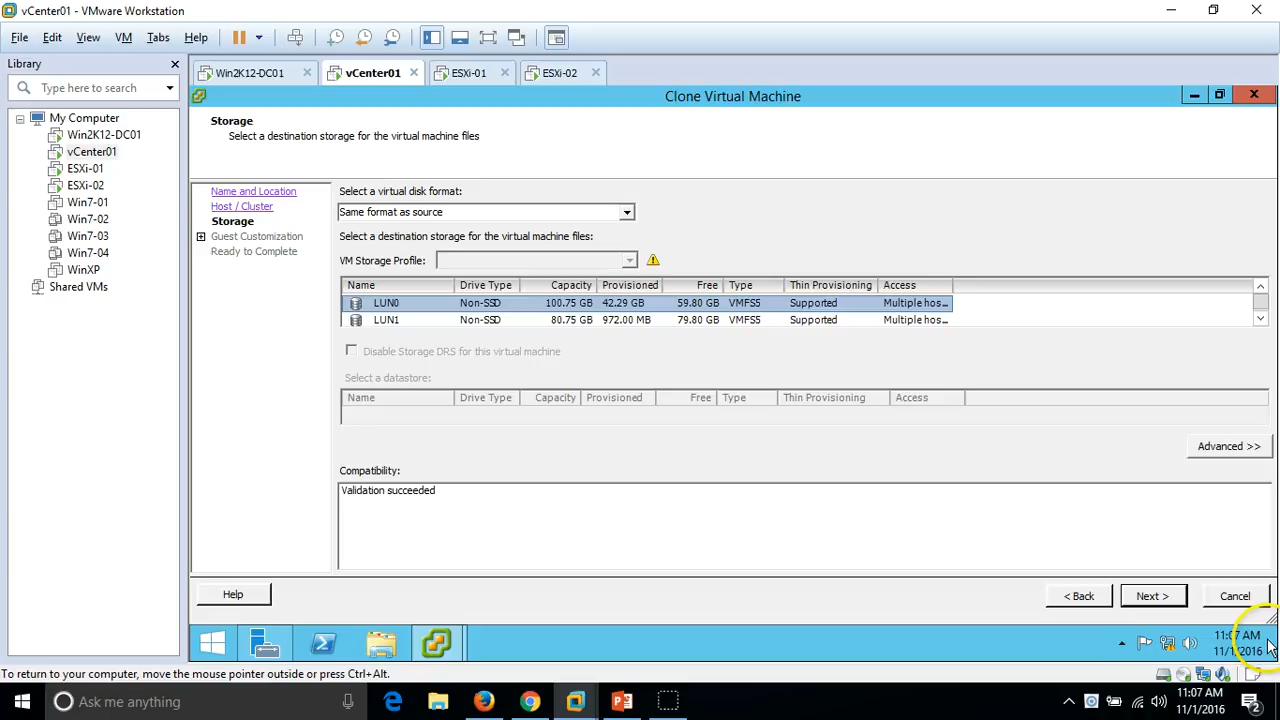 vCenter01 - VMware Workstation
File Edit View VM Tabs Help
Library
Type here to search
My Computer
Win2K12-DC01
vCenter01
ESXi-01
ESXi-02
Win7-01
Win7-02
Win7-03
Win7-04
WinXP
Shared VMs
Win2K12-DC01 vCenter01 ESXi-01 ESXi-02
Clone Virtual Machine
Storage
Select a destination storage for the virtual machine files
Name and Location
Host / Cluster
Storage
Guest Customization
Ready to Complete
Select a virtual disk format:
Same format as source
Select a destination storage for the virtual machine files:
VM Storage Profile:
Name Drive Type Capacity Provisioned Free Type Thin Provisioning Access
LUN0 Non-SSD 100.75 GB 42.29 GB 59.80 GB VMFS5 Supported Multiple hos...
LUN1 Non-SSD 80.75 GB 972.00 MB 79.80 GB VMFS5 Supported Multiple hos...
Disable Storage DRS for this virtual machine
Select a datastore:
Name Drive Type Capacity Provisioned Free Type Thin Provisioning Access
Advanced >>
Compatibility:
Validation succeeded
Help < Back Next > Cancel
11:07 AM
11/1/2016
To return to your computer, move the mouse pointer outside or press Ctrl+Alt.
Ask me anything
11:07 AM
11/1/2016
2